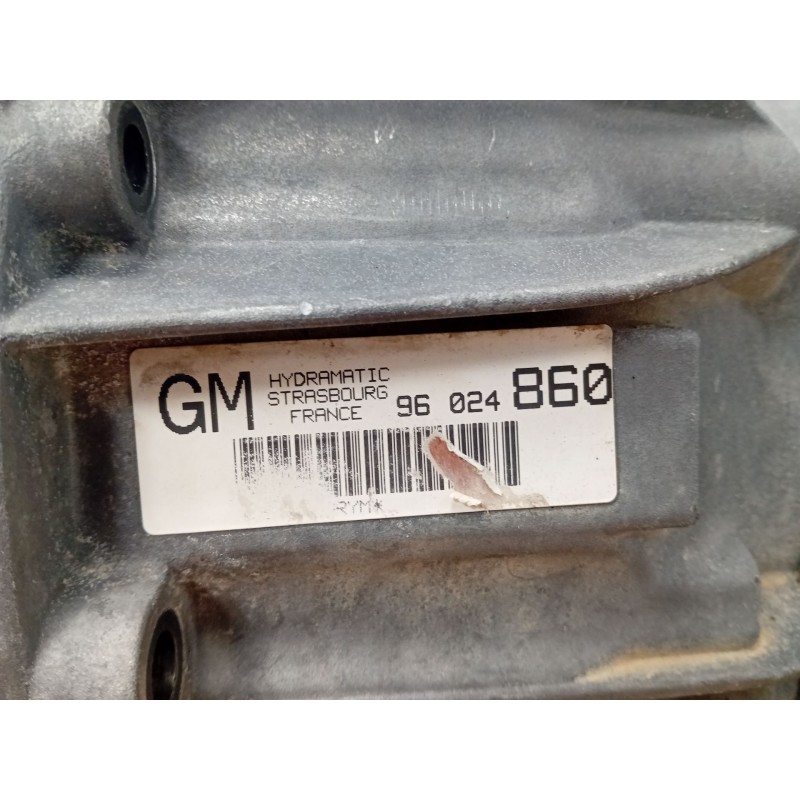 GM HYDRAMATIC
STRASBOURG
FRANCE 96 024 860